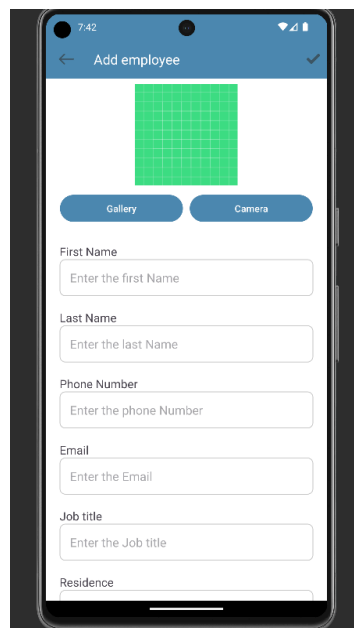 7:42
Add employee
Gallery
Camera
First Name
Enter the first Name
Last Name
Enter the last Name
Phone Number
Enter the phone Number
Email
Enter the Email
Job title
Enter the Job title
Residence